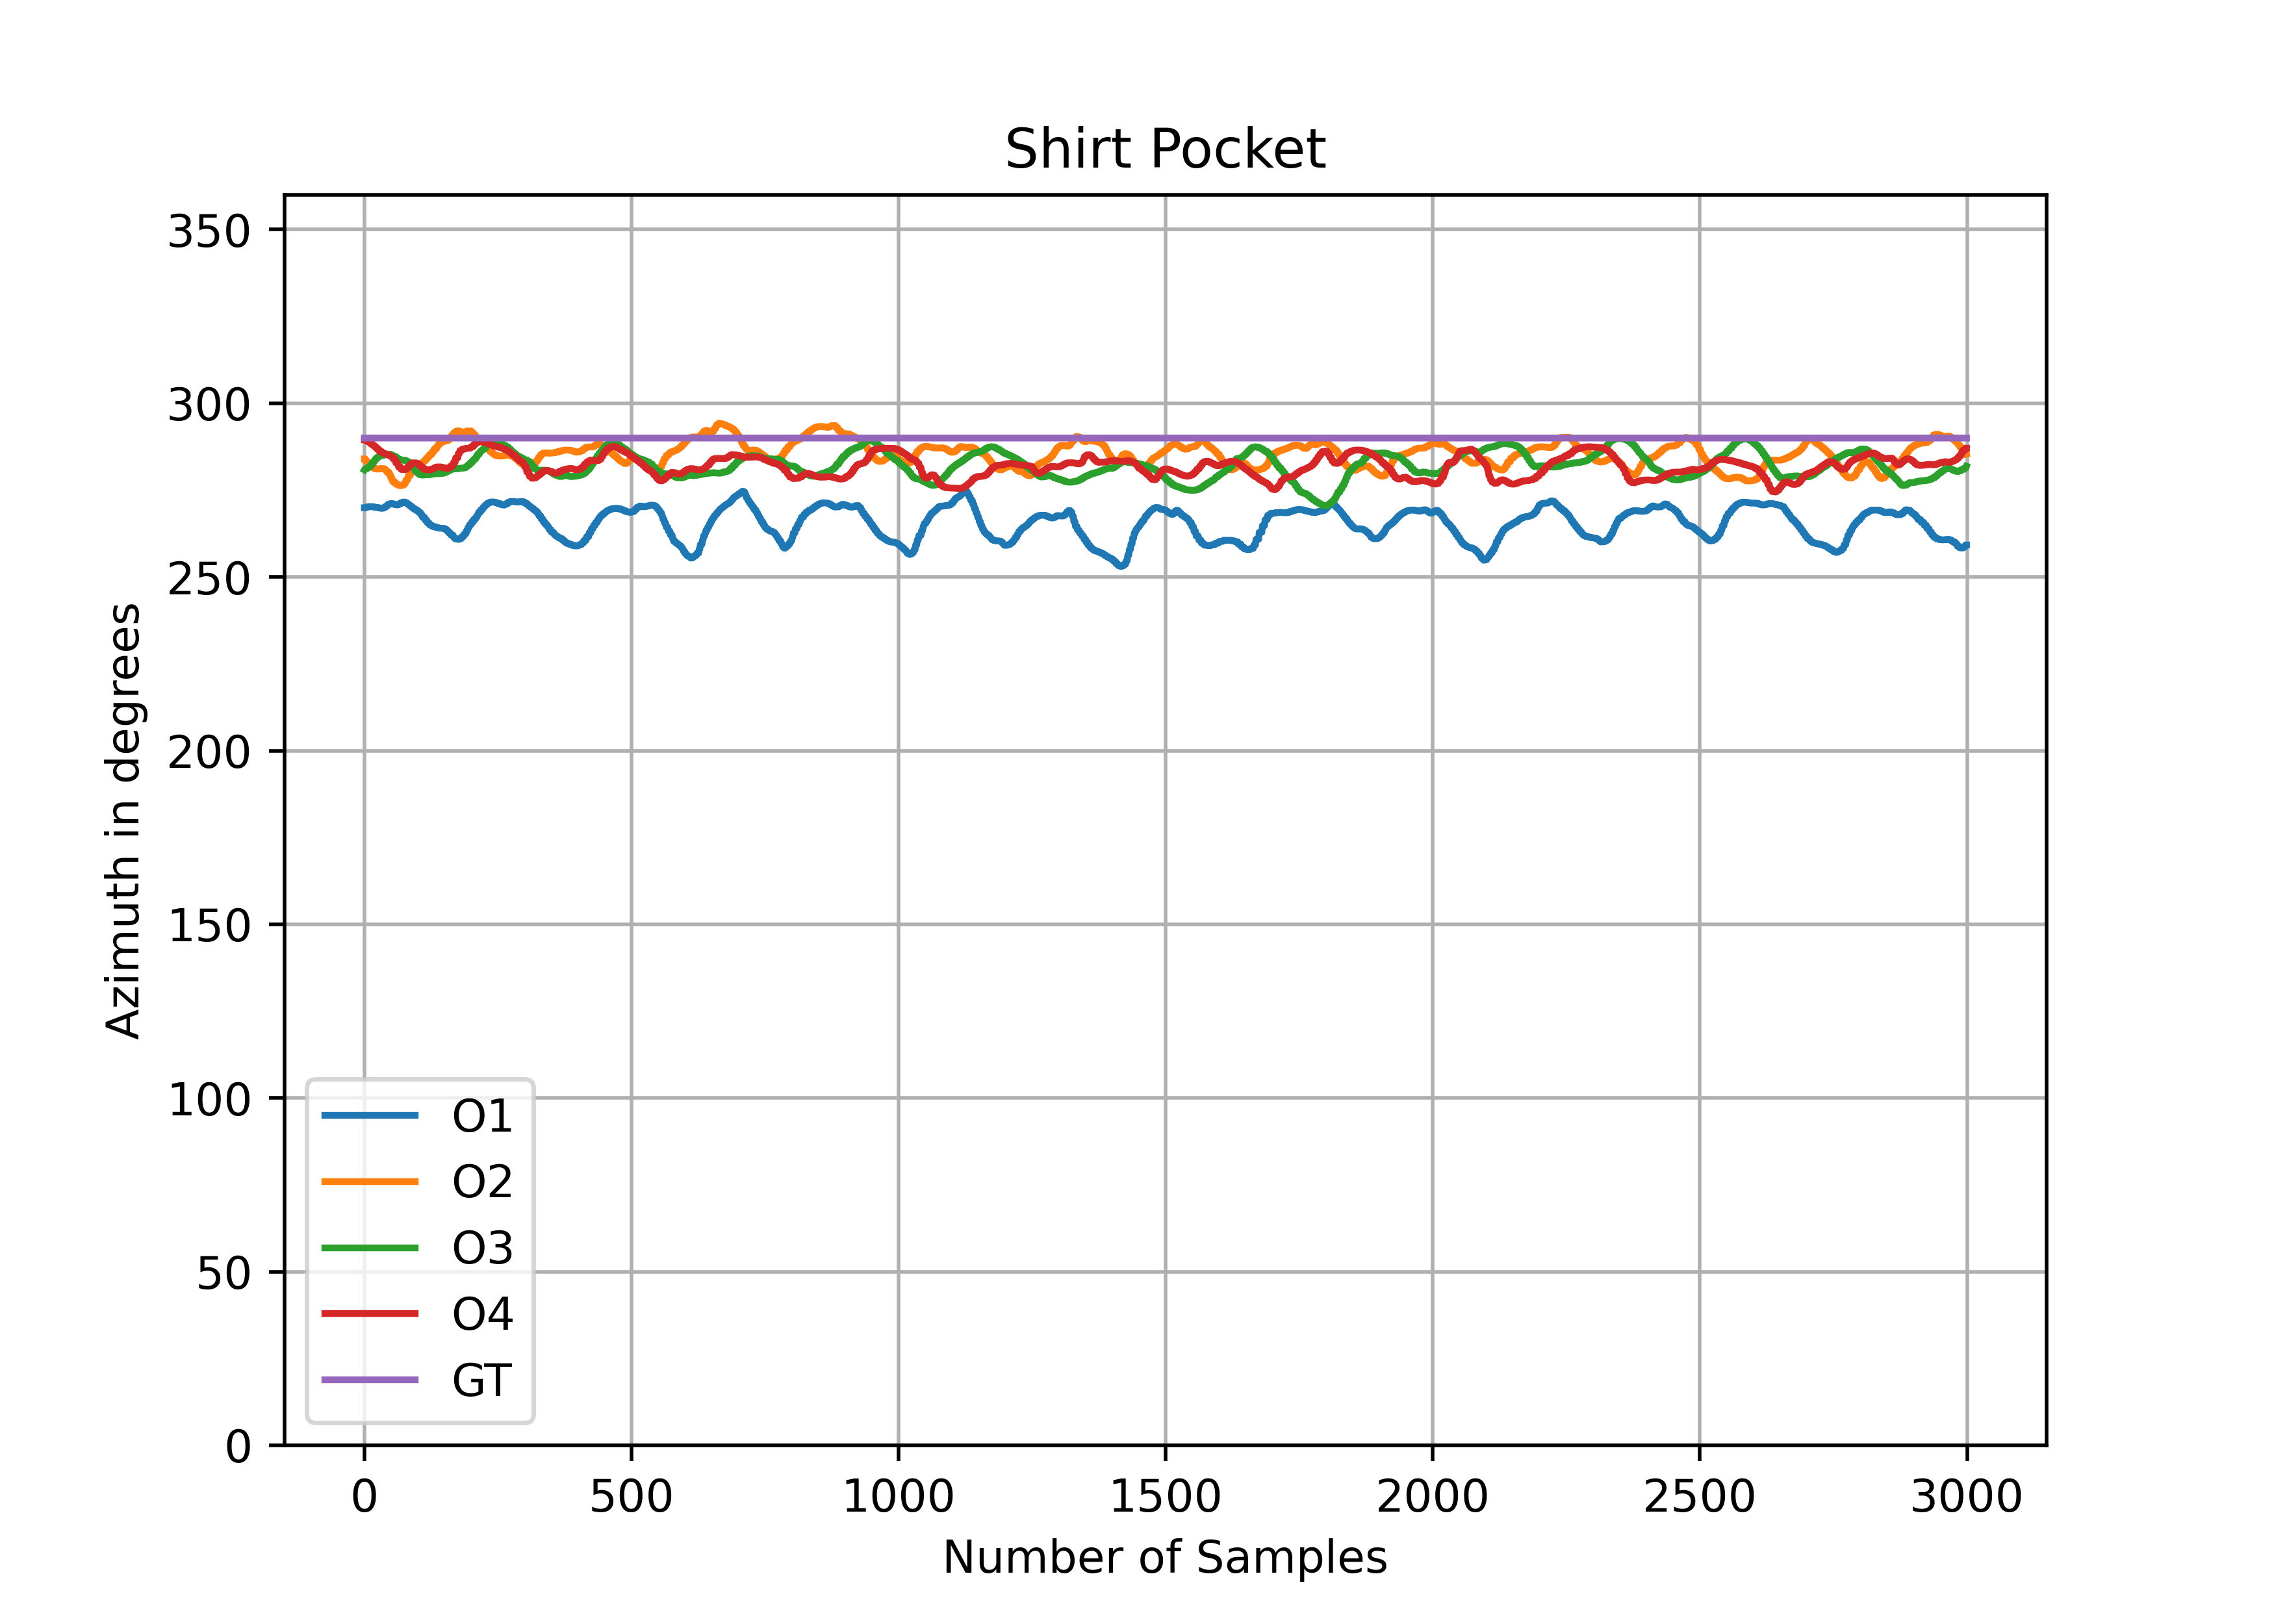 Shirt Pocket
350
300
250
200
150
100
50
0
Azimuth in degrees
O1
O2
O3
O4
GT
0 500 1000 1500 2000 2500 3000
Number of Samples